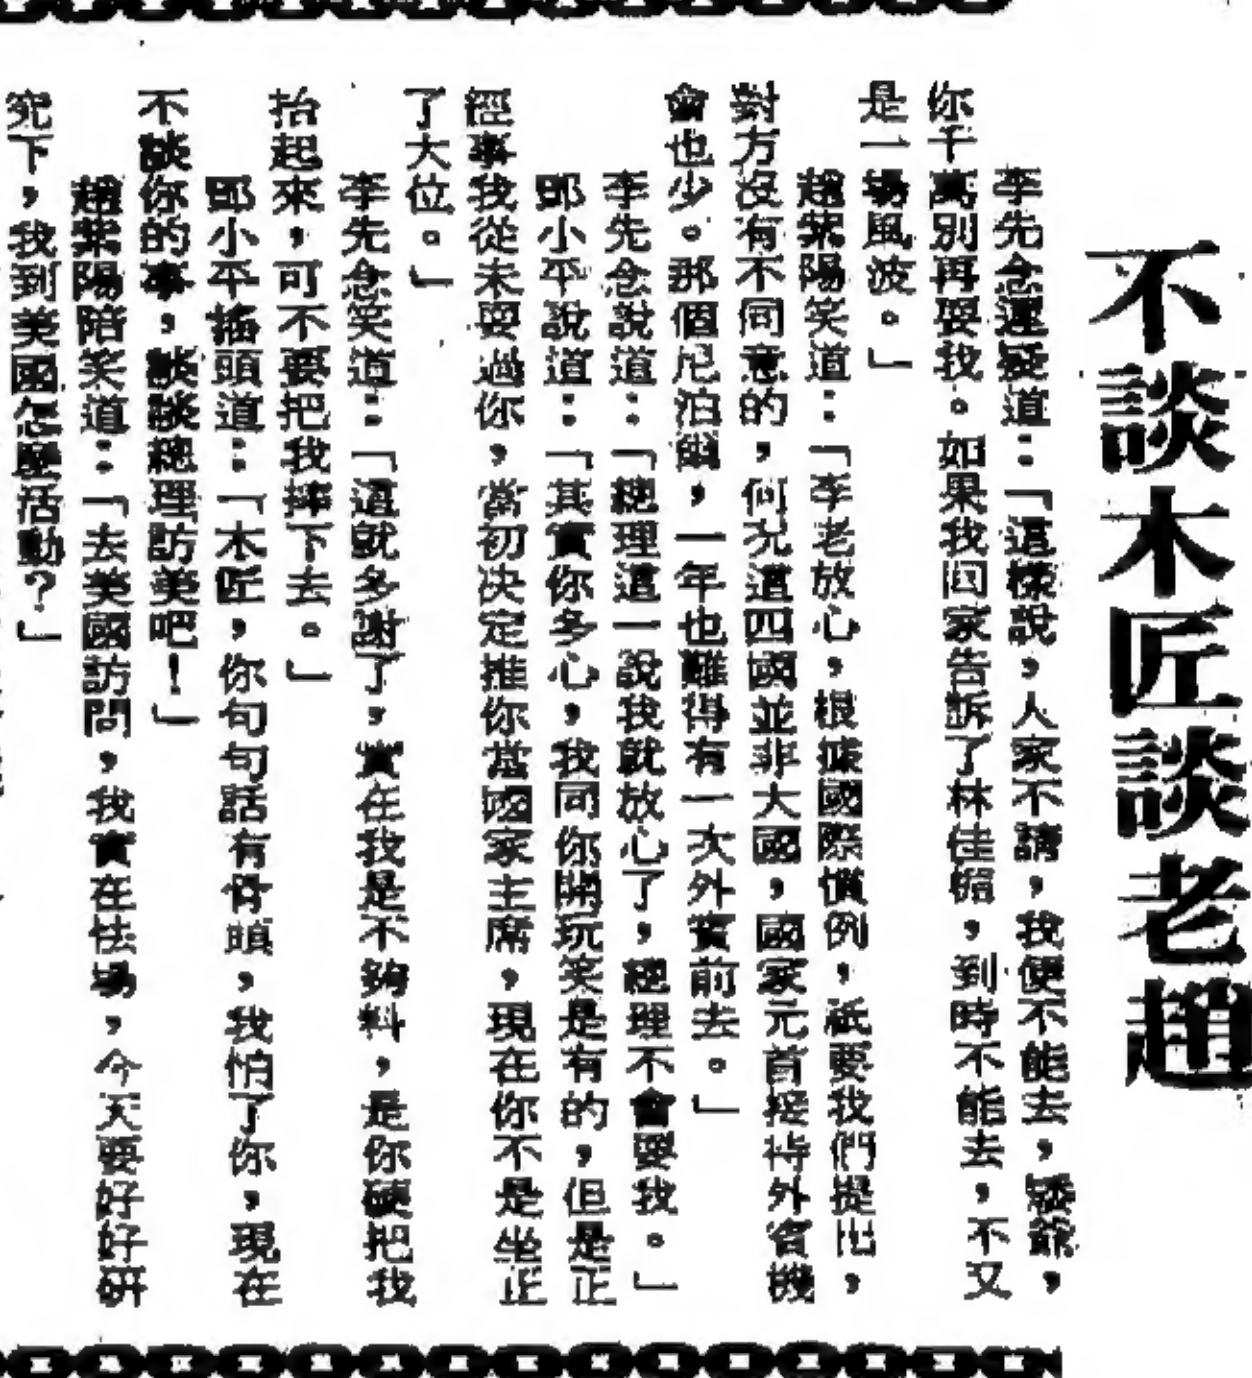 不談木匠談老趙
李先念遲疑道：「這樣說，人家不請，我便不能去，矮爺，
你千萬別再耍我。如果我回家告訴了林佳楣，到時不能去，不又
是一場風波。」
趙紫陽笑道：「李老放心，根據國際慣例，祇要我們提出，
對方沒有不同意的，何況這四國並非大國，國家元首接待外賓機
會也少。那個尼泊爾，一年也難得有一次外賓前去。」
李先念說道：「總理這一說我就放心了，總理不會耍我。」
鄧小平說道：「其實你多心，我同你開玩笑是有的，但是正
經事我從未耍過你，當初決定推你當國家主席，現在你不是坐正
了大位。」
李先念笑道：「這就多謝了，實在我是不夠料，是你硬把我
抬起來，可不要把我摔下去。」
鄧小平搖頭道：「木匠，你句句話有骨頭，我怕了你，現在
不談你的事，談談總理訪美吧！」
趙紫陽陪笑道：「去美國訪問，我實在怯場，今天要好好研
究下，我到美國怎麼活動？」